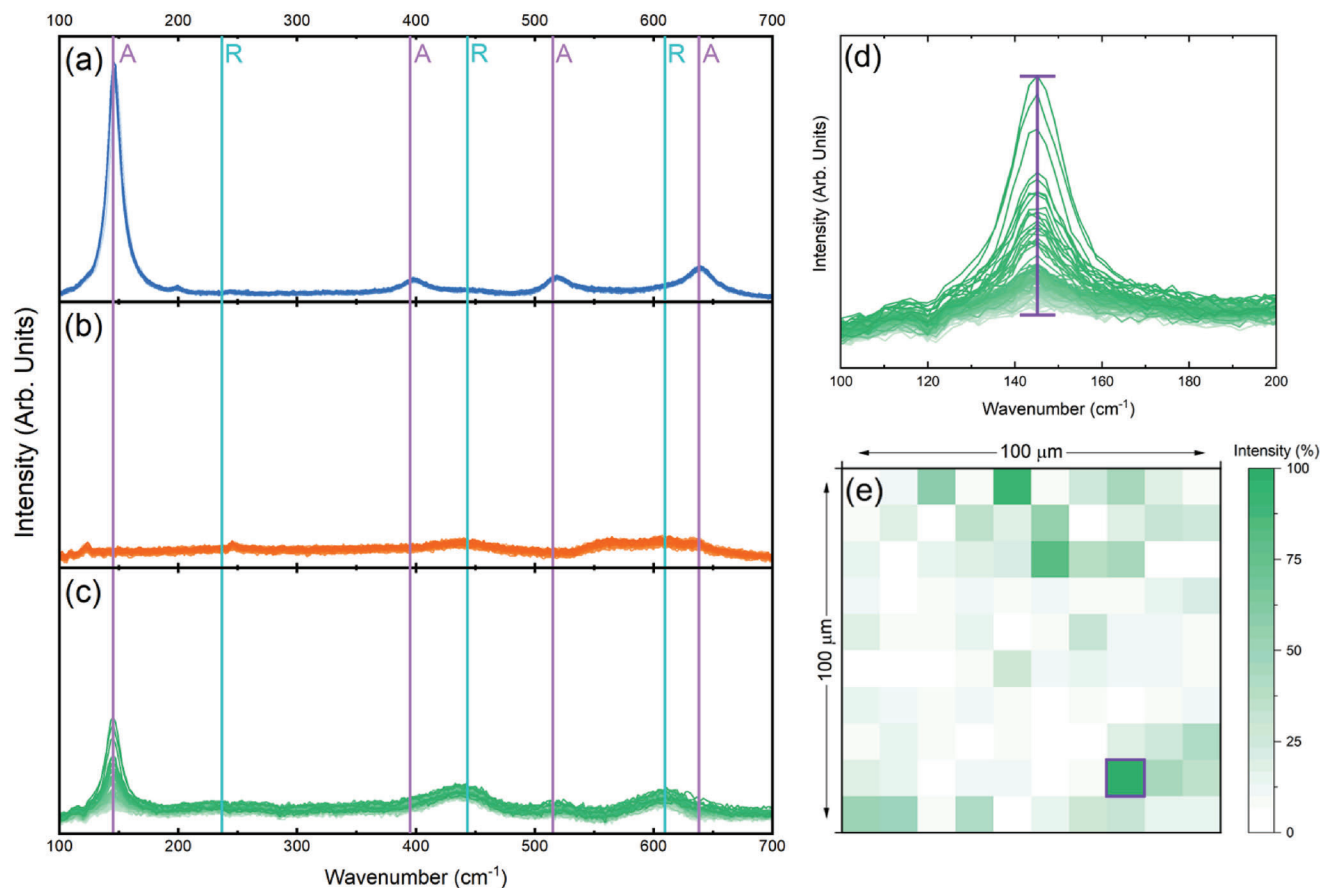 100 200 300 400 500 600 700
(a) A R A R A R A
(b)
(c)
Intensity (Arb. Units)
100 200 300 400 500 600 700
Wavenumber (cm⁻¹)
(d)
Intensity (Arb. Units)
100 120 140 160 180 200
Wavenumber (cm⁻¹)
100 μm
Intensity (%)
(e)
100 μm
100
75
50
25
0